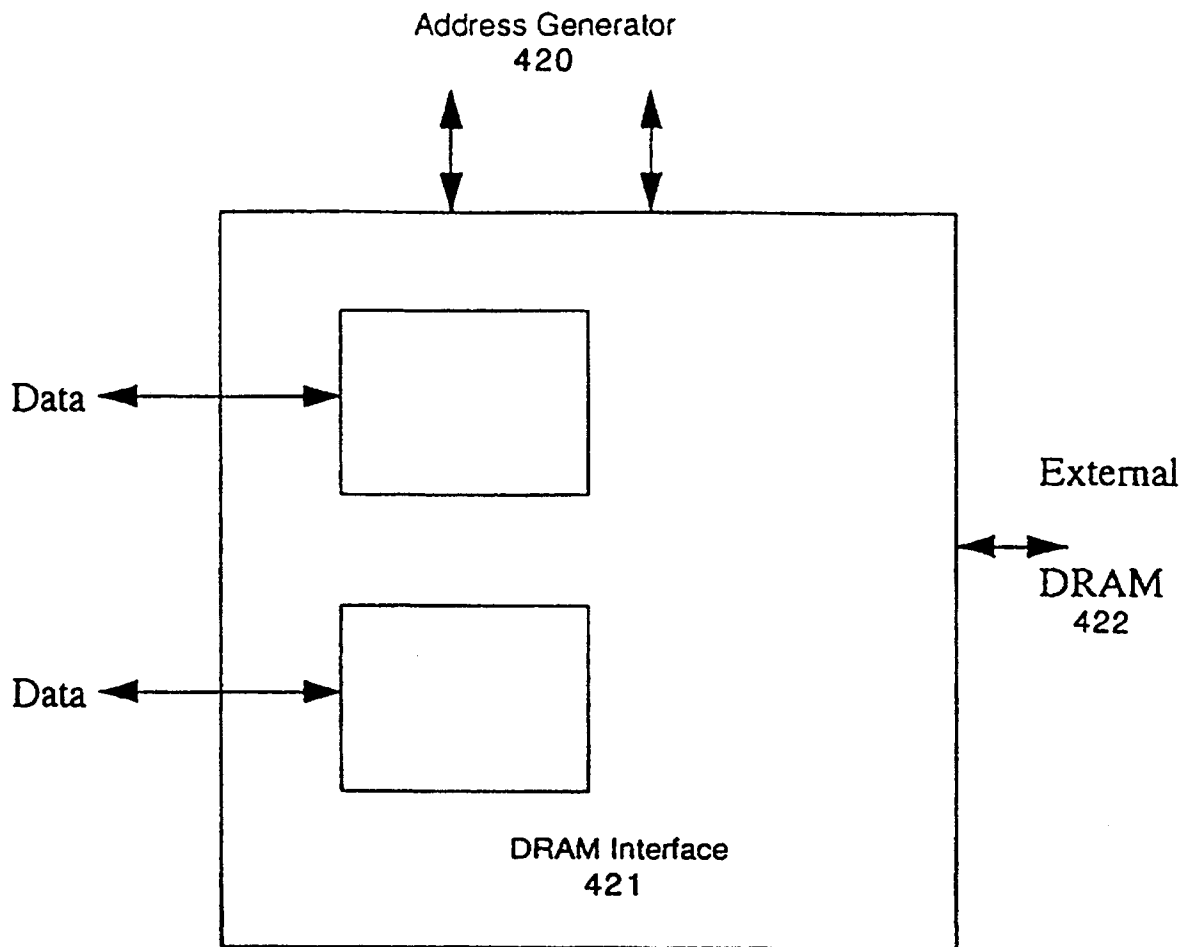 Address Generator
420
Data
External
DRAM
422
Data
DRAM Interface
421